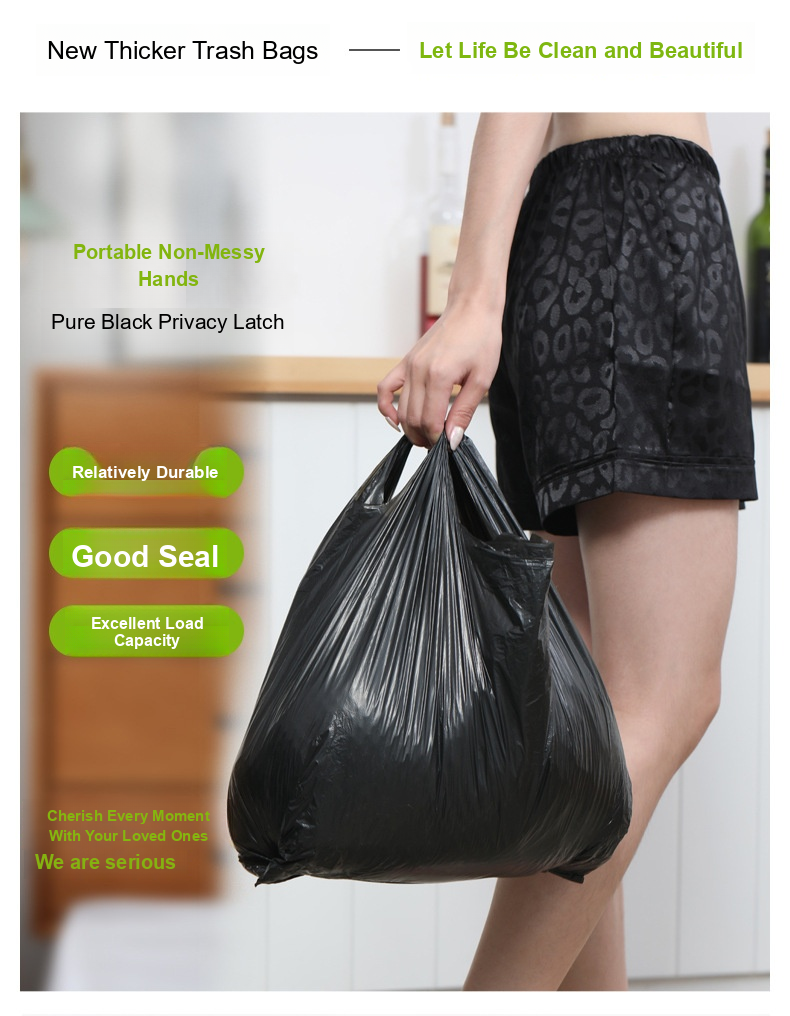 New Thicker Trash Bags
Let Life Be Clean and Beautiful
Portable Non-Messy
Hands
Pure Black Privacy Latch
Relatively Durable
Good Seal
Excellent Load
Capacity
Cherish Every Moment
With Your Loved Ones
We are serious